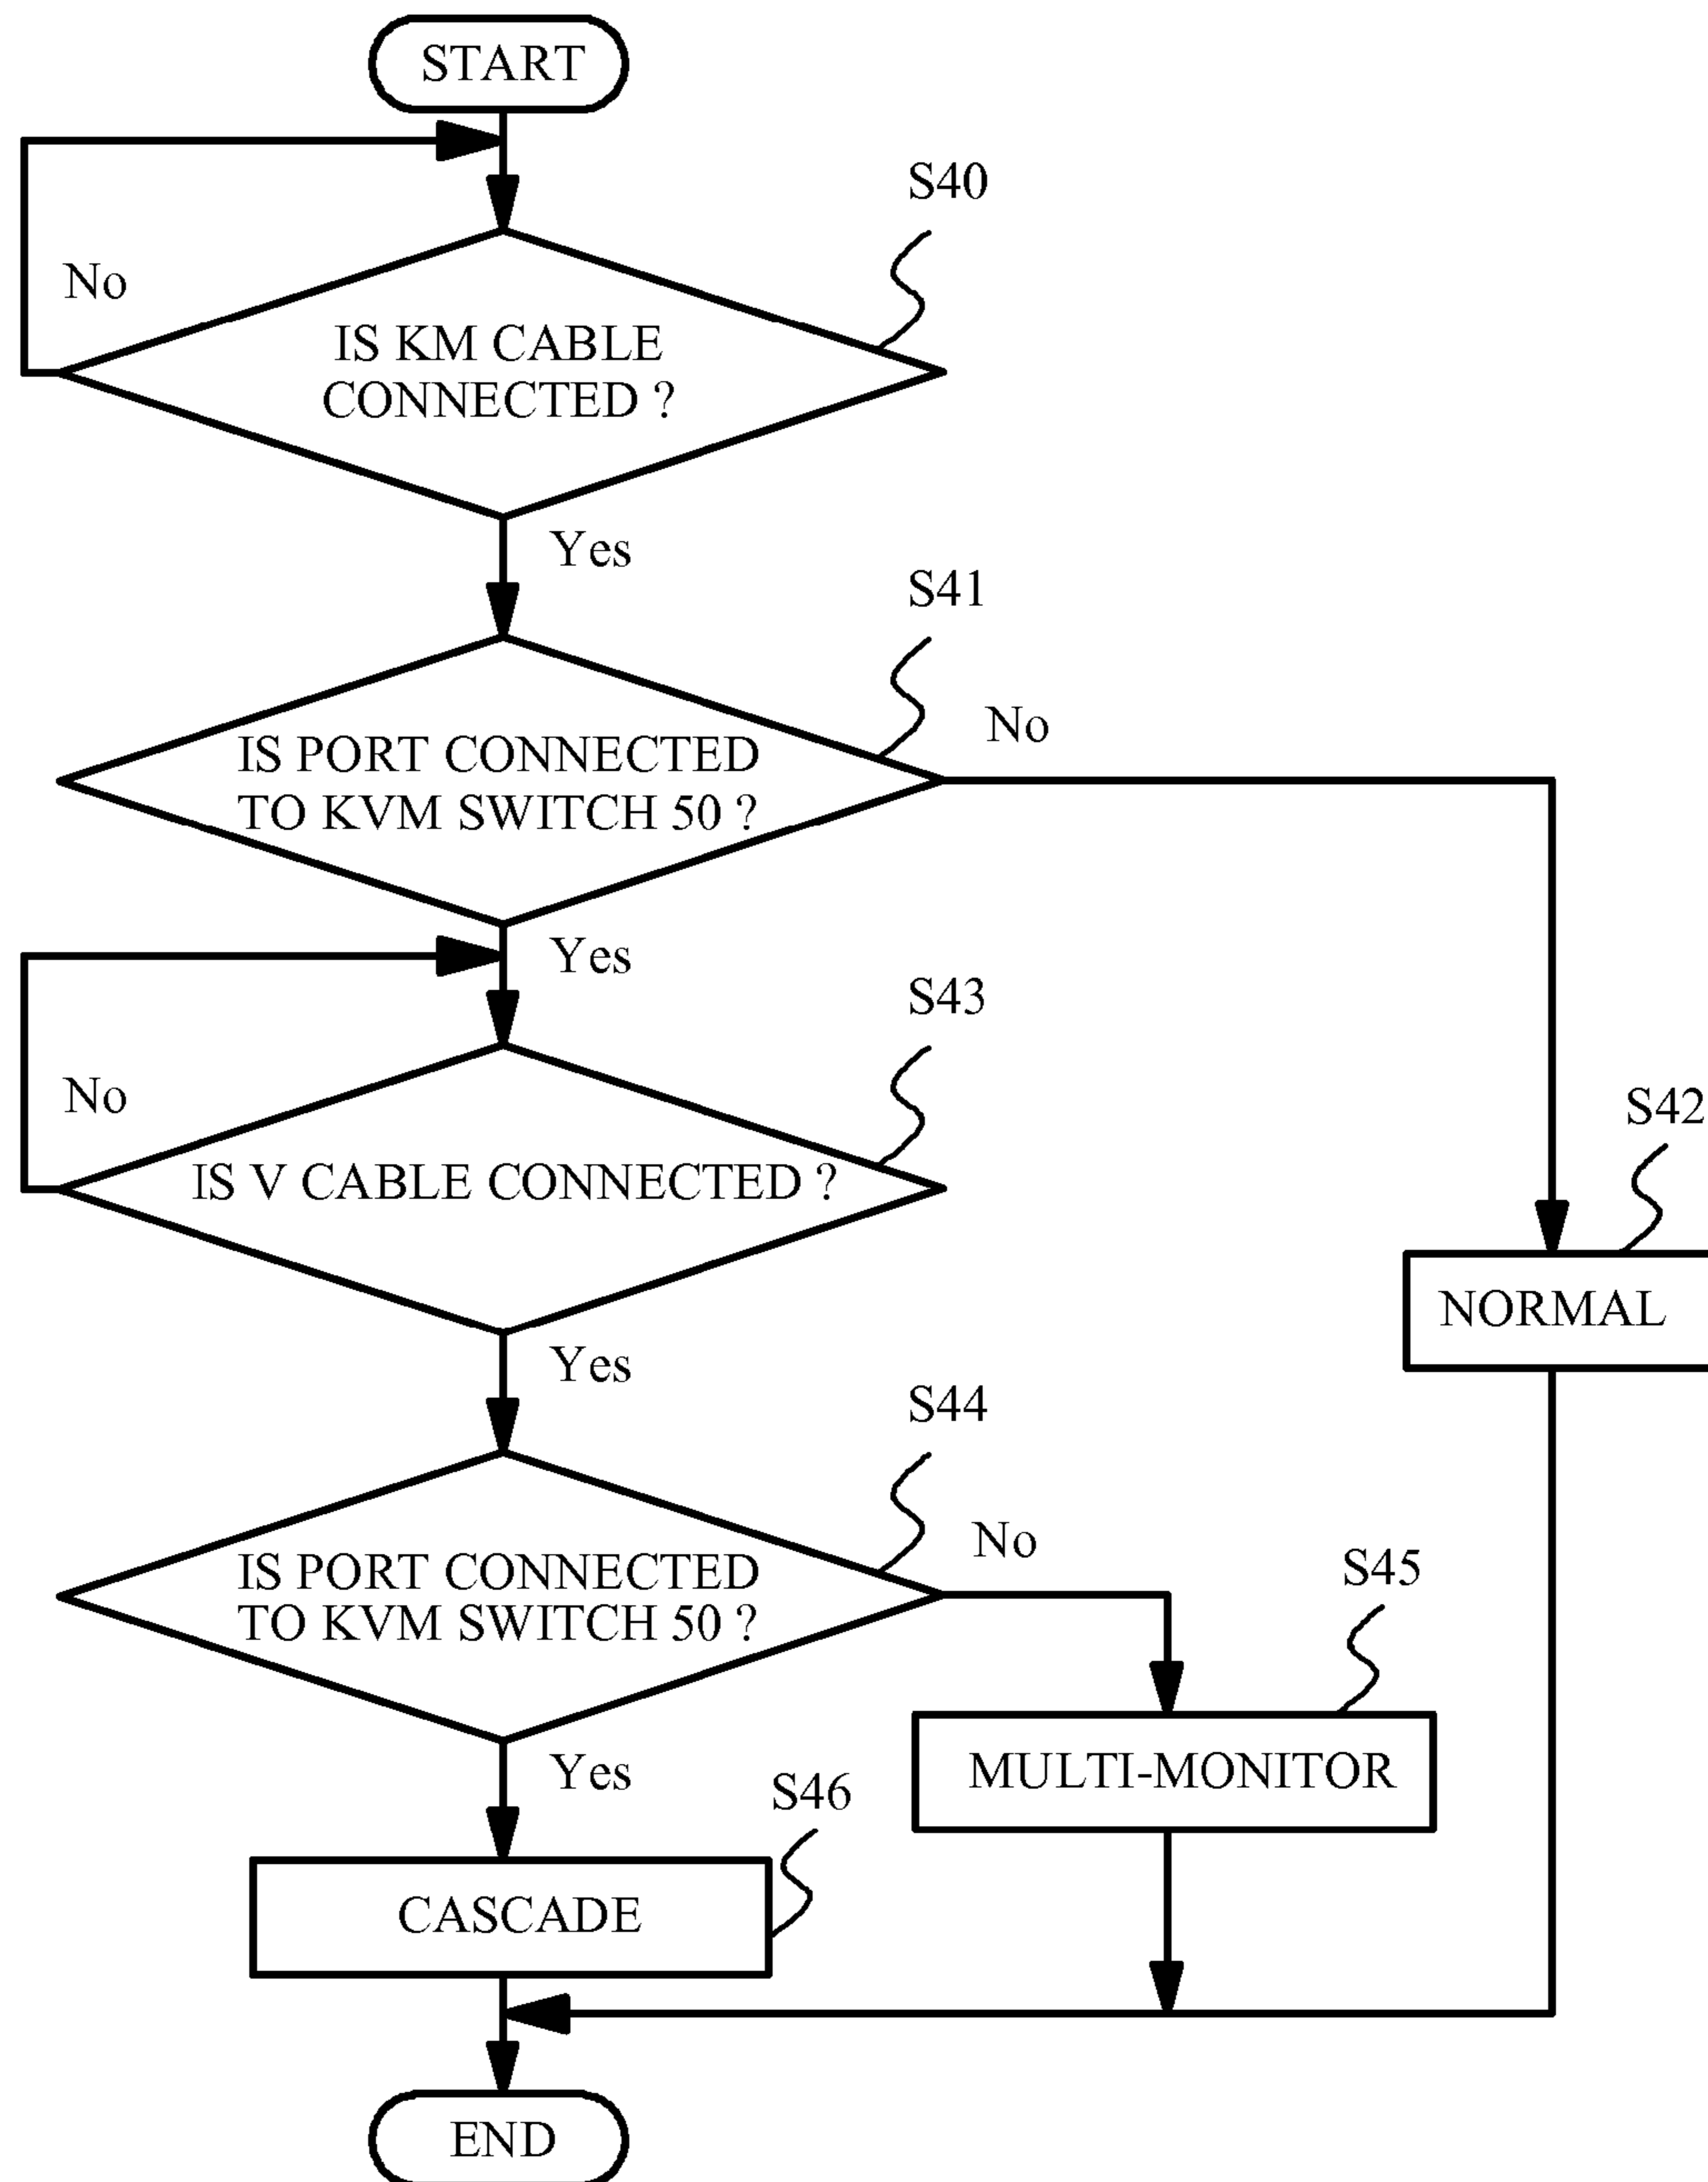 START
S40
No
IS KM CABLE
CONNECTED ?
Yes
S41
No
IS PORT CONNECTED
TO KVM SWITCH 50 ?
Yes
S43
No
IS V CABLE CONNECTED ?
S42
NORMAL
Yes
S44
No
IS PORT CONNECTED
TO KVM SWITCH 50 ?
S45
MULTI-MONITOR
Yes
S46
CASCADE
END